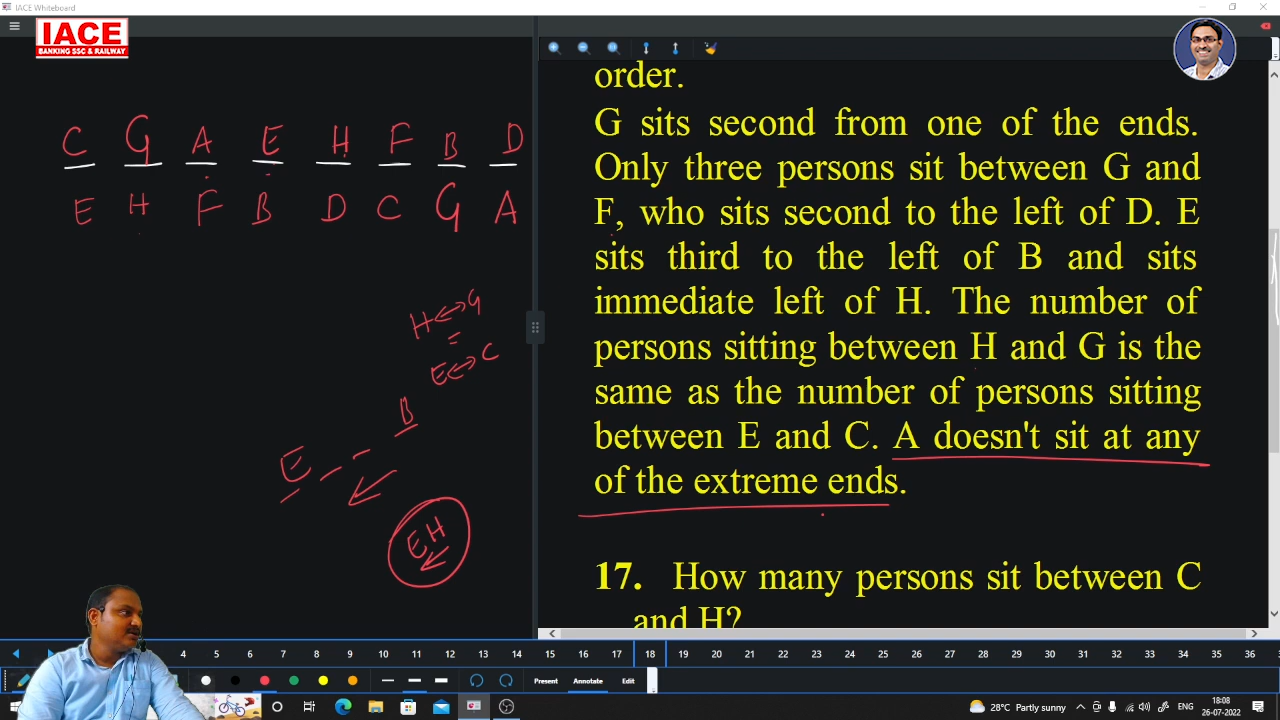 IACE Whiteboard
IACE
BANKING SSC & RAILWAY
C G A E H F B D
E H F B D C G A
H↔G
=
E↔C
B
E _ -
EH
order.
G sits second from one of the ends.
Only three persons sit between G and
F, who sits second to the left of D. E
sits third to the left of B and sits
immediate left of H. The number of
persons sitting between H and G is the
same as the number of persons sitting
between E and C. A doesn't sit at any
of the extreme ends.
17. How many persons sit between C
and H?
4 5 6 7 8 9 10 11 12 13 14 15 16 17 18 19 20 21 22 23 24 25 26 27 28 29 30 31 32 33 34 35 36
Present Annotate Edit
28°C Partly sunny
ENG
18:08
26-07-2022